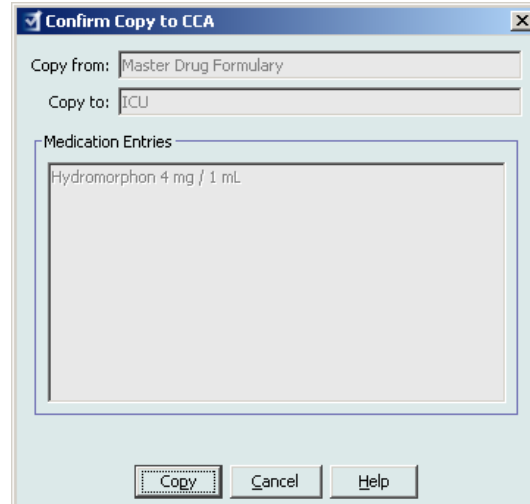 Confirm Copy to CCA
Copy from: Master Drug Formulary
Copy to: ICU
Medication Entries
Hydromorphon 4 mg / 1 mL
Copy Cancel Help